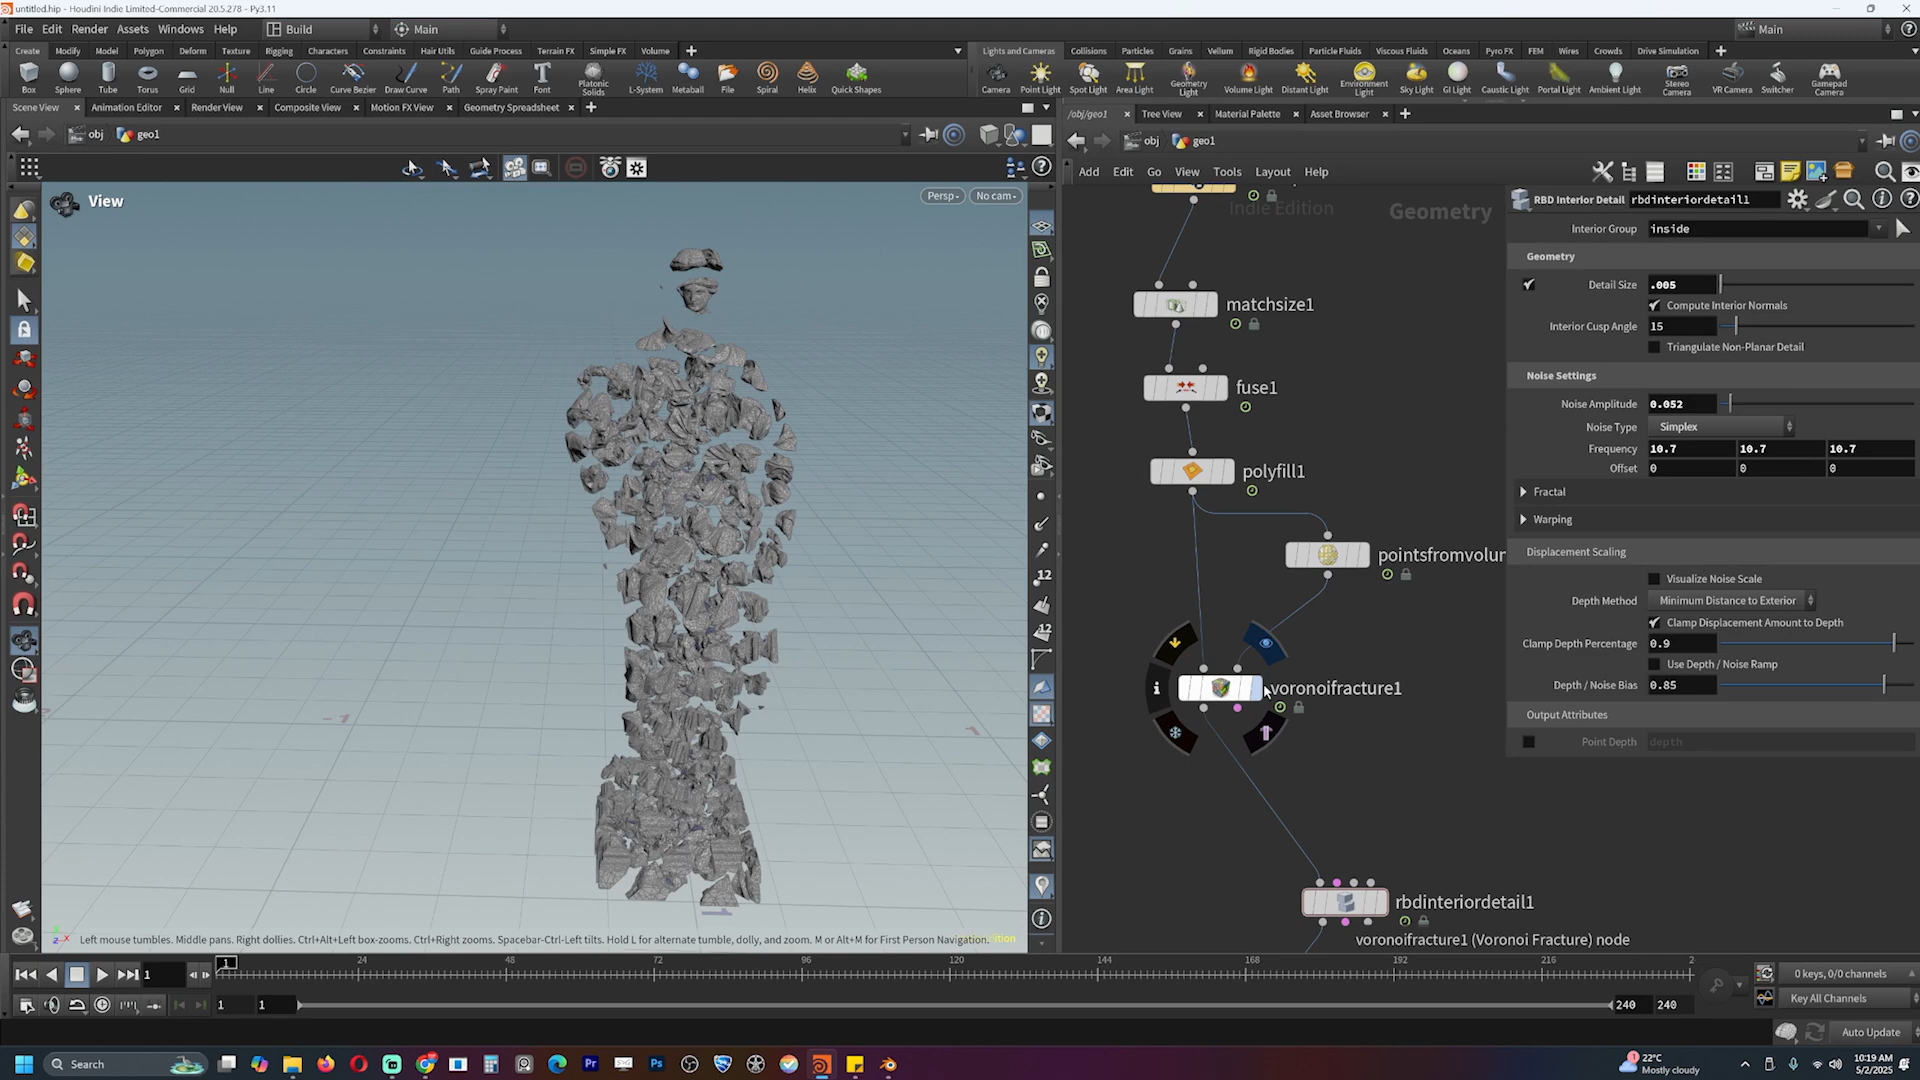 untitled.hip - Houdini Indie Limited-Commercial 20.5.278 - Py3.11
File Edit Render Assets Windows Help Build Main Main
Create Modify Model Polygon Deform Texture Rigging Characters Constraints Hair Utils Guide Process Terrain FX Simple FX Volume
Lights and Cameras Collisions Particles Grains Vellum Rigid Bodies Particle Fluids Viscous Fluids Oceans Pyro FX FEM Wires Crowds Drive Simulation
Box Sphere Tube Torus Grid Null Line Circle Curve Bezier Draw Curve Path Spray Paint Font Platonic Solids L-System Metaball File Spiral Helix Quick Shapes
Camera Point Light Spot Light Area Light Geometry Light Volume Light Distant Light Environment Light Sky Light GI Light Caustic Light Portal Light Ambient Light Stereo Camera VR Camera Switcher Gamepad Camera
Scene View Animation Editor Render View Composite View Motion FX View Geometry Spreadsheet
/obj/geo1 Tree View Material Palette Asset Browser
obj geo1
obj geo1
Add Edit Go View Tools Layout Help
View
Persp No cam
Indie Edition
Geometry
matchsize1
fuse1
polyfill1
pointsfromvolum
voronoifracture1
rbdinteriordetail1
voronoifracture1 (Voronoi Fracture) node
RBD Interior Detail rbdinteriordetail1
Interior Group inside
Geometry
Detail Size .005
Compute Interior Normals
Interior Cusp Angle 15
Triangulate Non-Planar Detail
Noise Settings
Noise Amplitude 0.052
Noise Type Simplex
Frequency 10.7 10.7 10.7
Offset 0 0 0
Fractal
Warping
Displacement Scaling
Visualize Noise Scale
Depth Method Minimum Distance to Exterior
Clamp Displacement Amount to Depth
Clamp Depth Percentage 0.9
Use Depth / Noise Ramp
Depth / Noise Bias 0.85
Output Attributes
Point Depth depth
12
12
-1
Left mouse tumbles. Middle pans. Right dollies. Ctrl+Alt+Left box-zooms. Ctrl+Right zooms. Spacebar-Ctrl-Left tilts. Hold L for alternate tumble, dolly, and zoom. M or Alt+M for First Person Navigation.
1 1 24 48 72 96 120 144 168 192 216 2
0 keys, 0/0 channels
1 1 240 240
Key All Channels
Auto Update
Search
22°C
Mostly cloudy
10:19 AM
5/2/2025